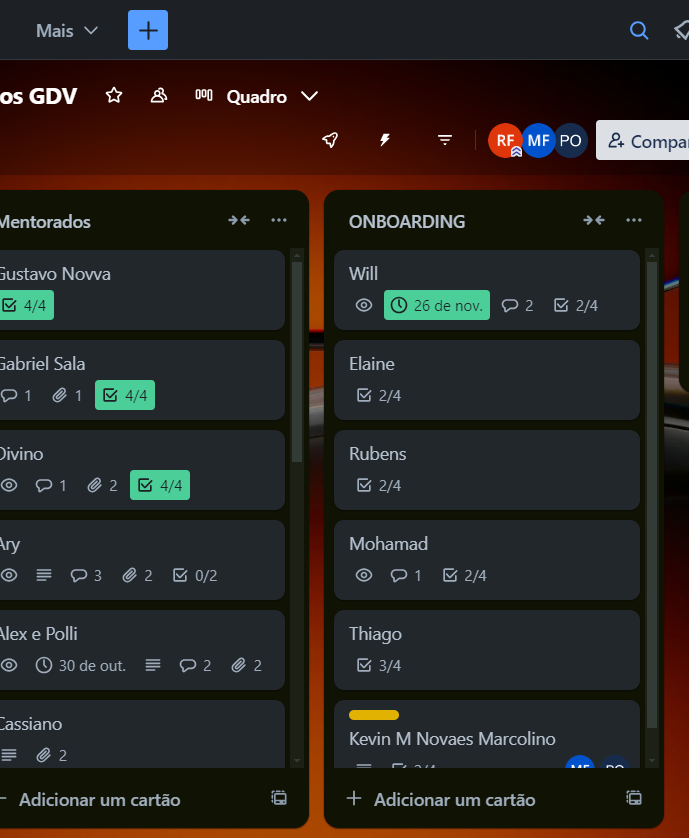 Mais
os GDV
Quadro
RF MF PO
Compar
Mentorados
Gustavo Novva
4/4
Gabriel Sala
1 1 4/4
Divino
1 2 4/4
Ary
3 2 0/2
Alex e Polli
30 de out. 2 2
Cassiano
2
Adicionar um cartão
ONBOARDING
Will
26 de nov. 2 2/4
Elaine
2/4
Rubens
2/4
Mohamad
1 2/4
Thiago
3/4
Kevin M Novaes Marcolino
Adicionar um cartão